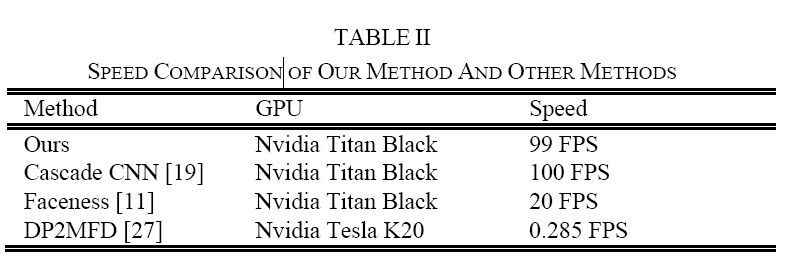 TABLE II
SPEED COMPARISON OF OUR METHOD AND OTHER METHODS
Method GPU Speed
Ours Nvidia Titan Black 99 FPS
Cascade CNN [19] Nvidia Titan Black 100 FPS
Faceness [11] Nvidia Titan Black 20 FPS
DP2MFD [27] Nvidia Tesla K20 0.285 FPS